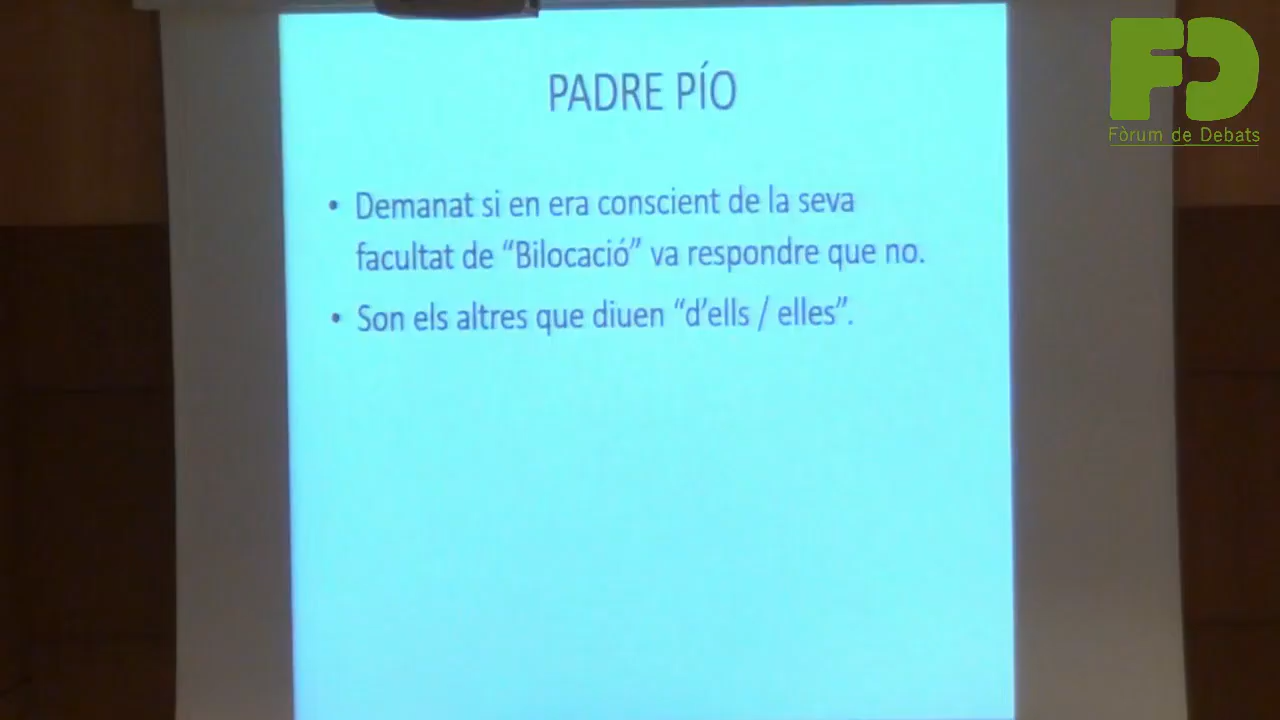 PADRE PÍO
• Demanat si en era conscient de la seva
facultat de “Bilocació” va respondre que no.
• Son els altres que diuen “d’ells / elles”.
FD
Fòrum de Debats